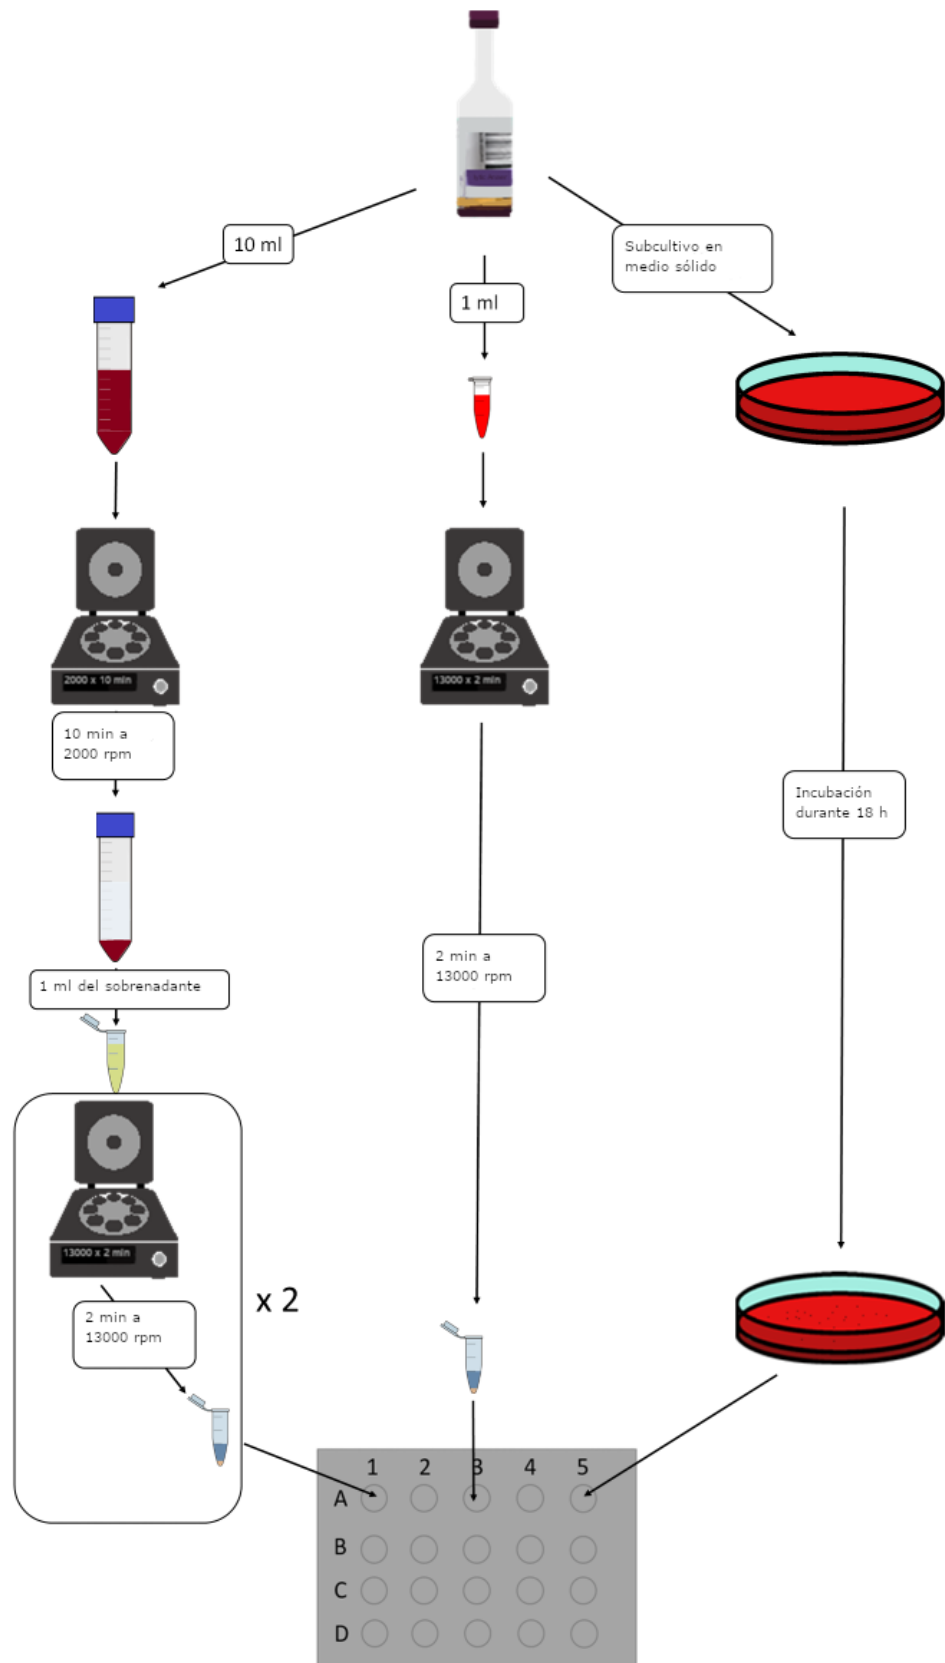 10 ml
1 ml
Subcultivo en
medio sólido
2000 x 10 min
13000 x 2 min
10 min a
2000 rpm
Incubación
durante 18 h
2 min a
13000 rpm
1 ml del sobrenadante
13000 x 2 min
2 min a
13000 rpm
x 2
1 2 3 4 5
A
B
C
D